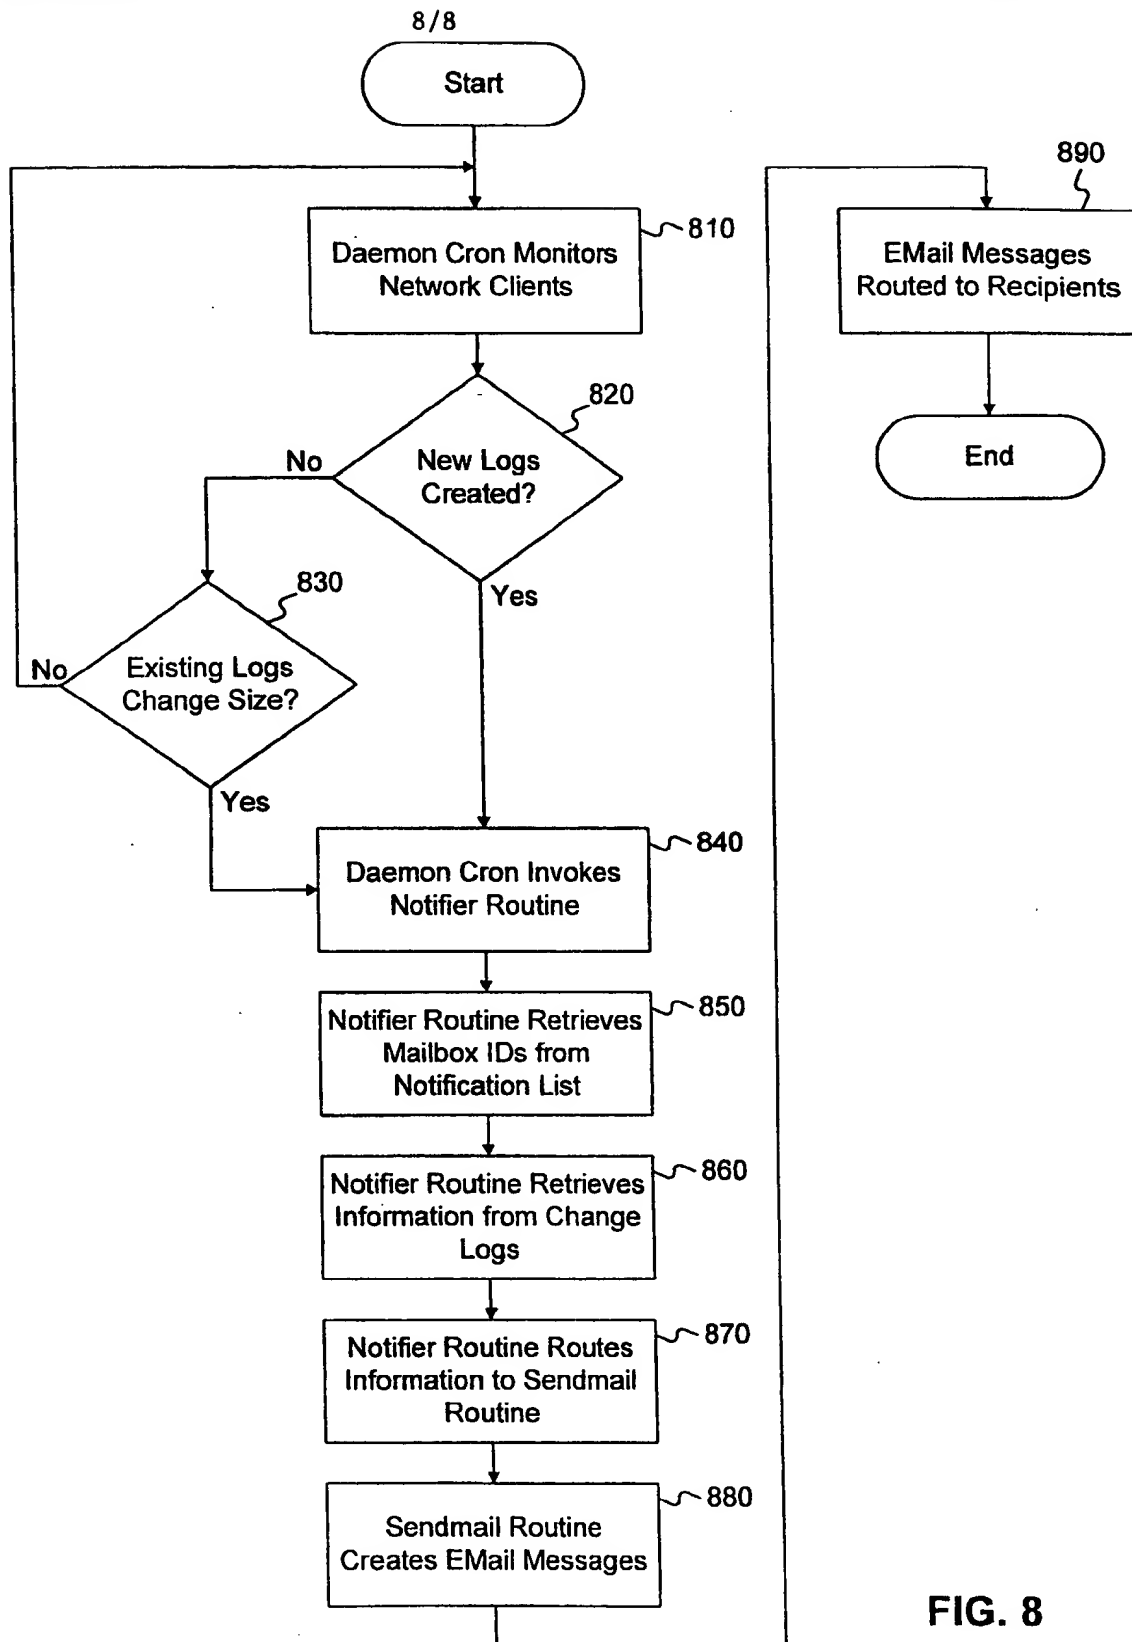 8/8
Start
810
Daemon Cron Monitors
Network Clients
820
New Logs
Created?
No
Yes
830
Existing Logs
Change Size?
No
Yes
840
Daemon Cron Invokes
Notifier Routine
850
Notifier Routine Retrieves
Mailbox IDs from
Notification List
860
Notifier Routine Retrieves
Information from Change
Logs
870
Notifier Routine Routes
Information to Sendmail
Routine
880
Sendmail Routine
Creates EMail Messages
890
EMail Messages
Routed to Recipients
End
FIG. 8